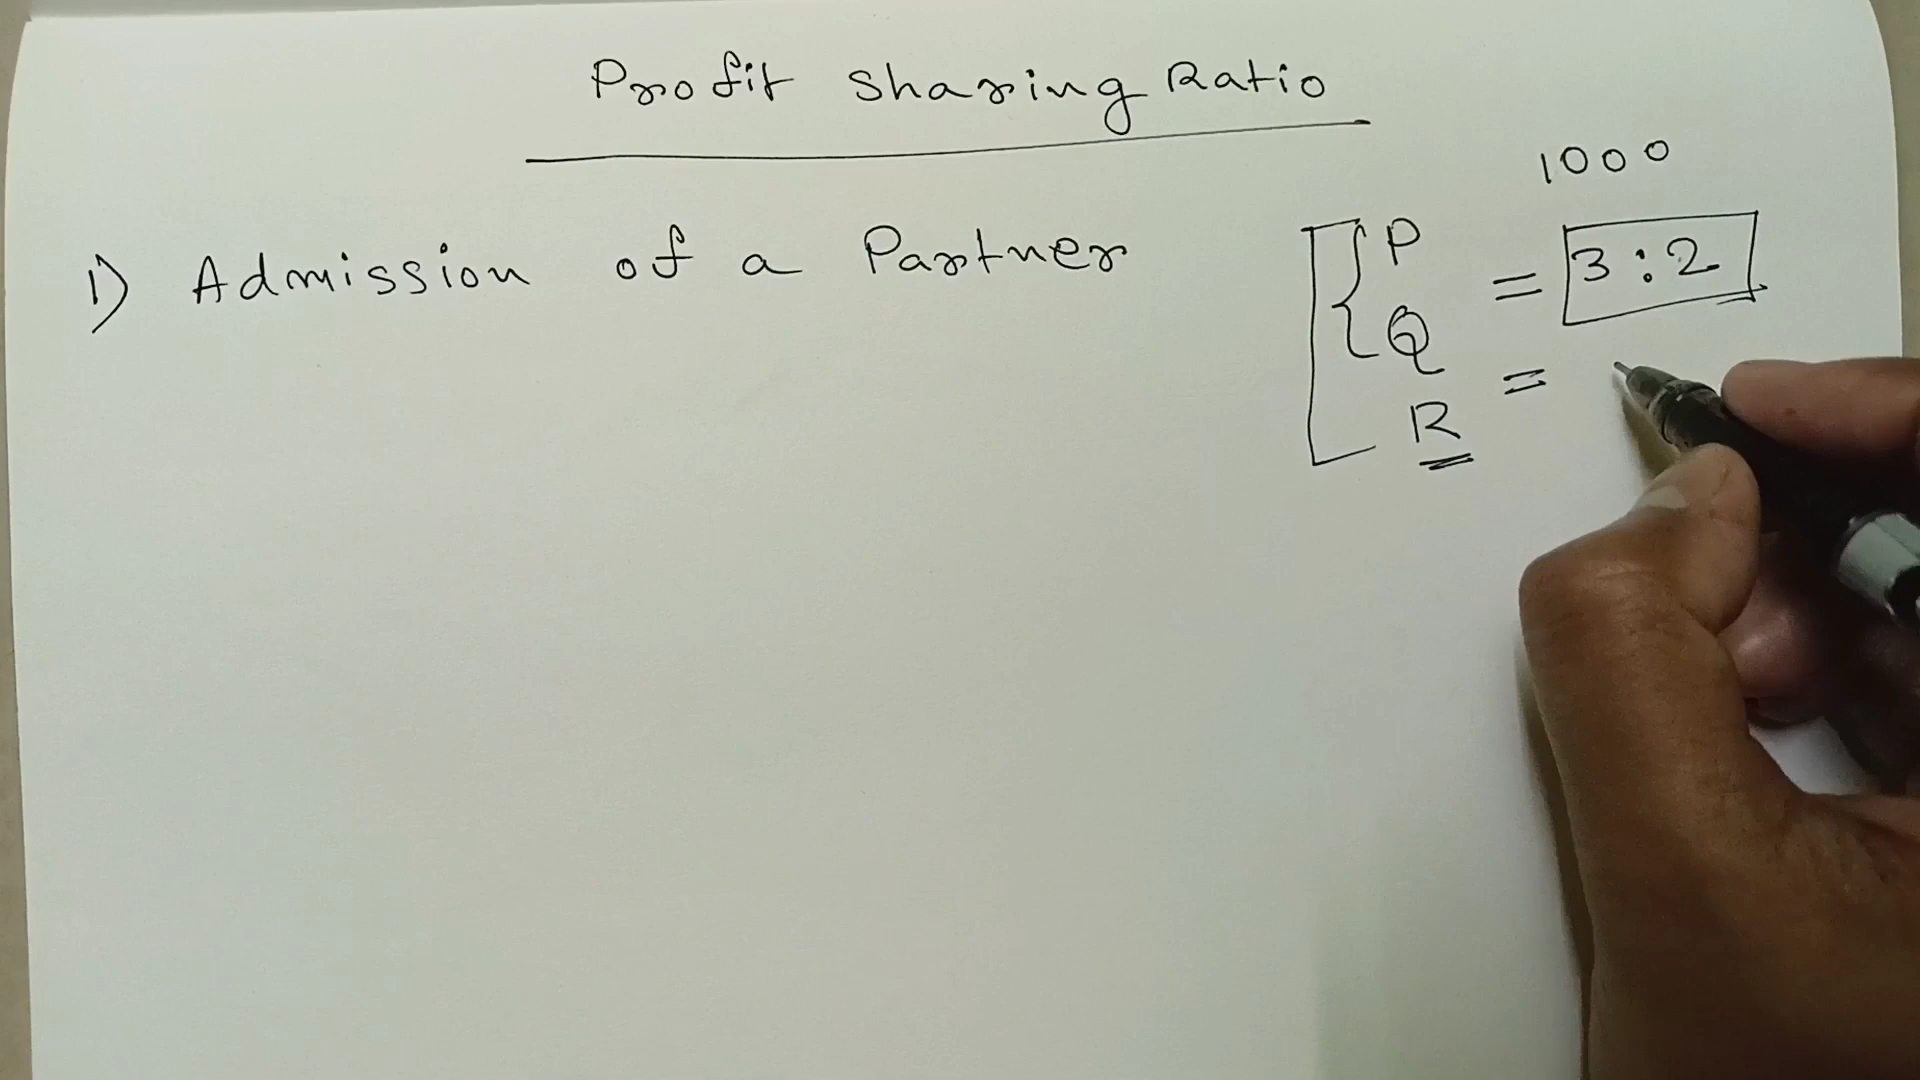 Profit Sharing Ratio
1000
1) Admission of a Partner
P
= 3 : 2
Q
=
R